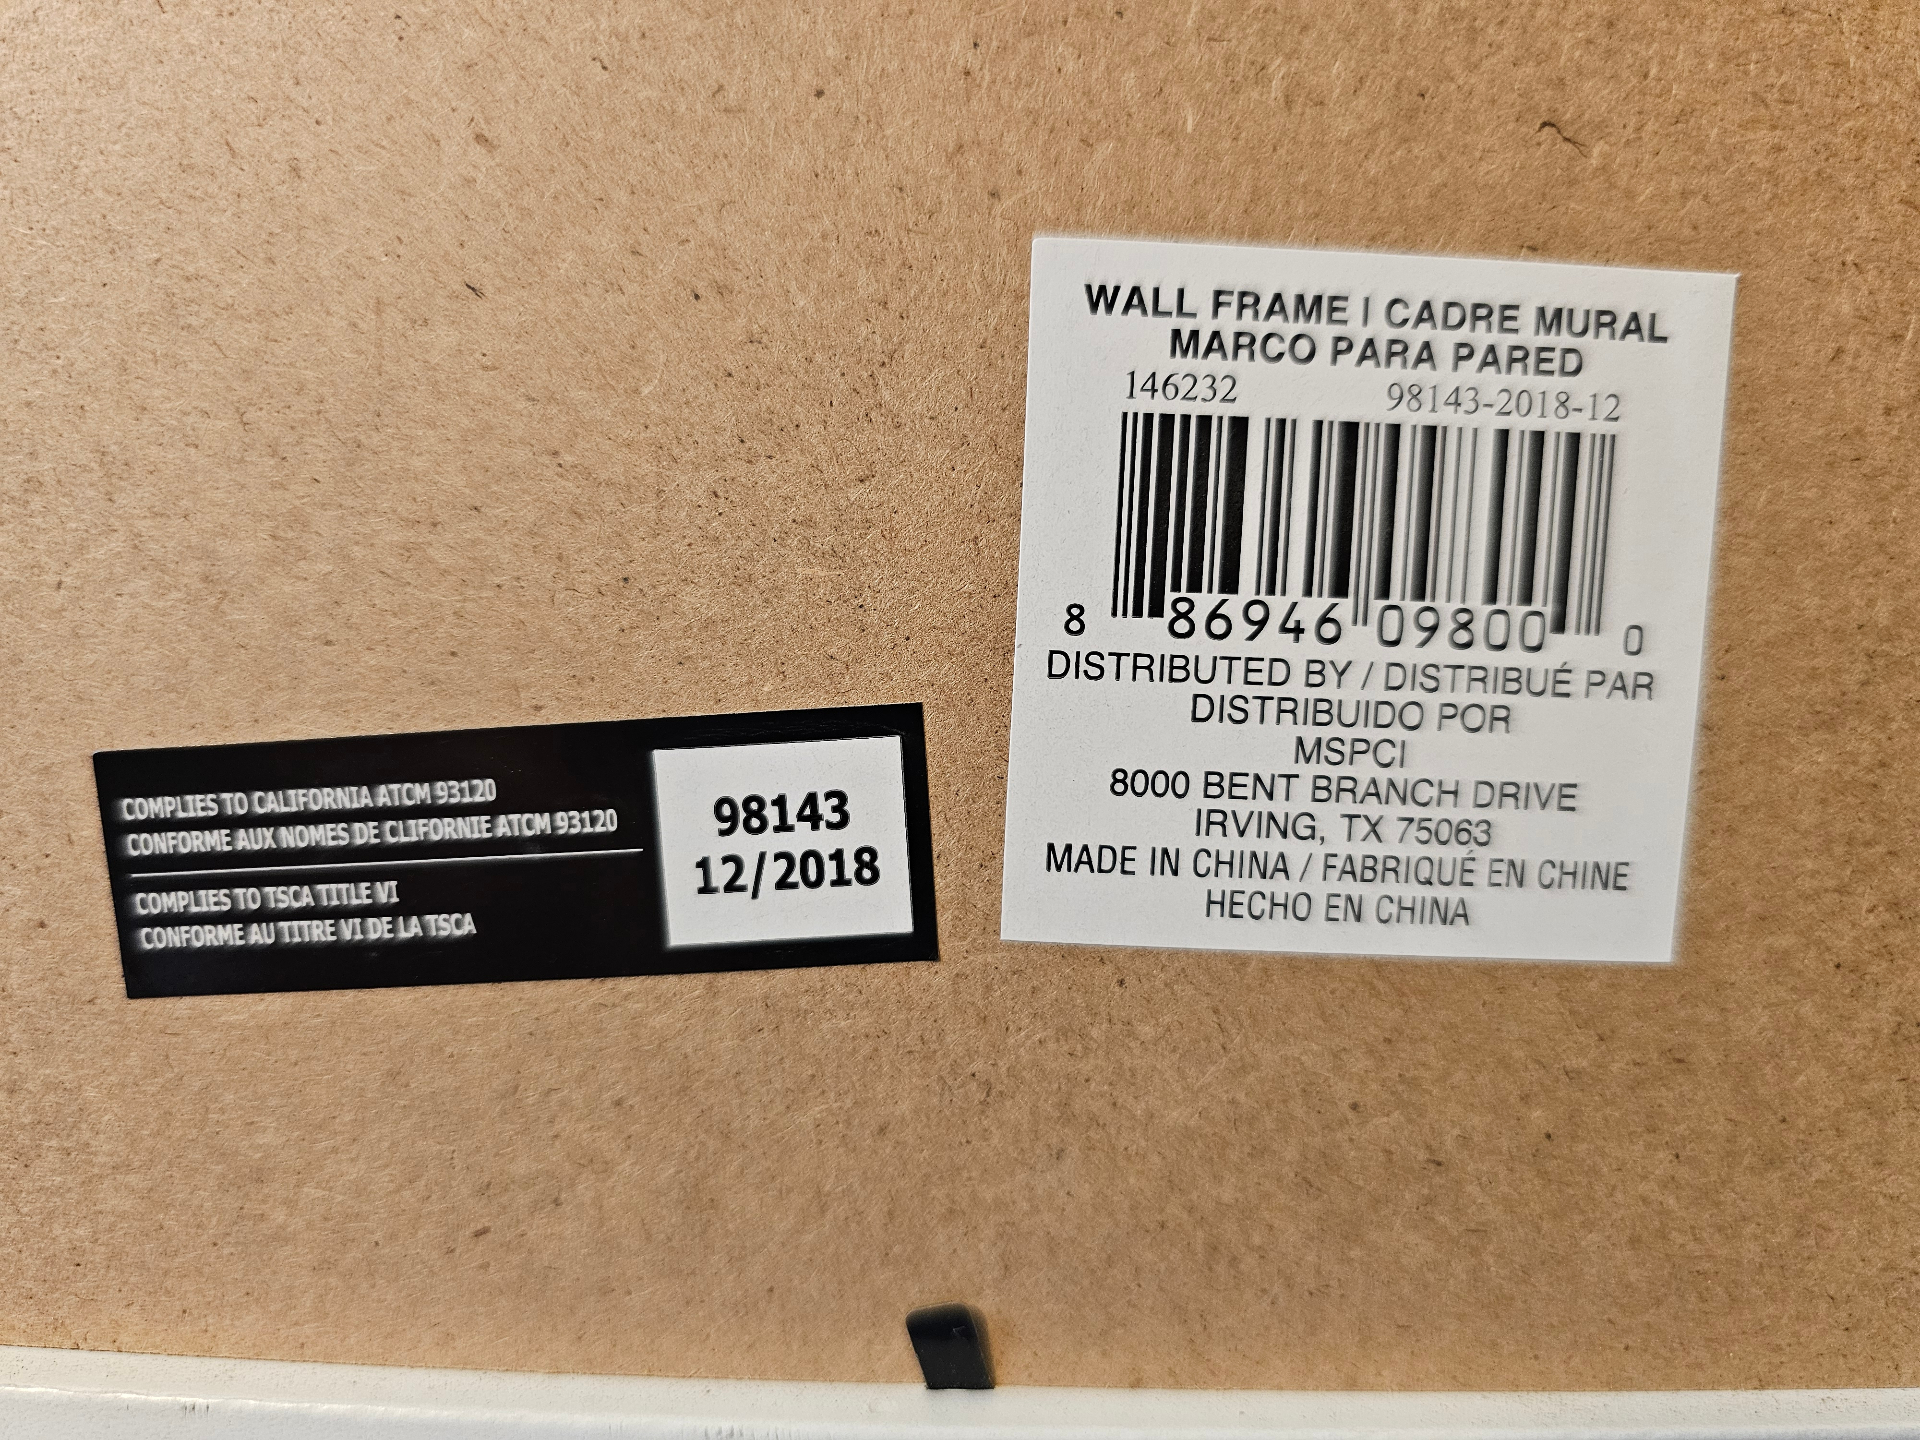 COMPLIES TO CALIFORNIA ATCM 93120
CONFORME AUX NOMES DE CLIFORNIE ATCM 93120
COMPLIES TO TSCA TITLE VI
CONFORME AU TITRE VI DE LA TSCA
98143
12/2018
WALL FRAME | CADRE MURAL
MARCO PARA PARED
146232 98143-2018-12
8 86946 09800 0
DISTRIBUTED BY / DISTRIBUÉ PAR
DISTRIBUIDO POR
MSPCI
8000 BENT BRANCH DRIVE
IRVING, TX 75063
MADE IN CHINA / FABRIQUÉ EN CHINE
HECHO EN CHINA